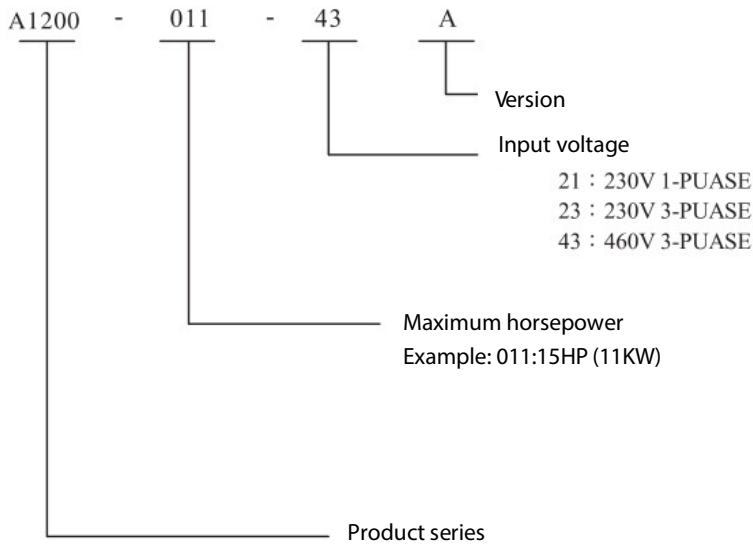 A1200 - 011 - 43 A
Version
Input voltage
21：230V 1-PUASE
23：230V 3-PUASE
43：460V 3-PUASE
Maximum horsepower
Example: 011:15HP (11KW)
Product series